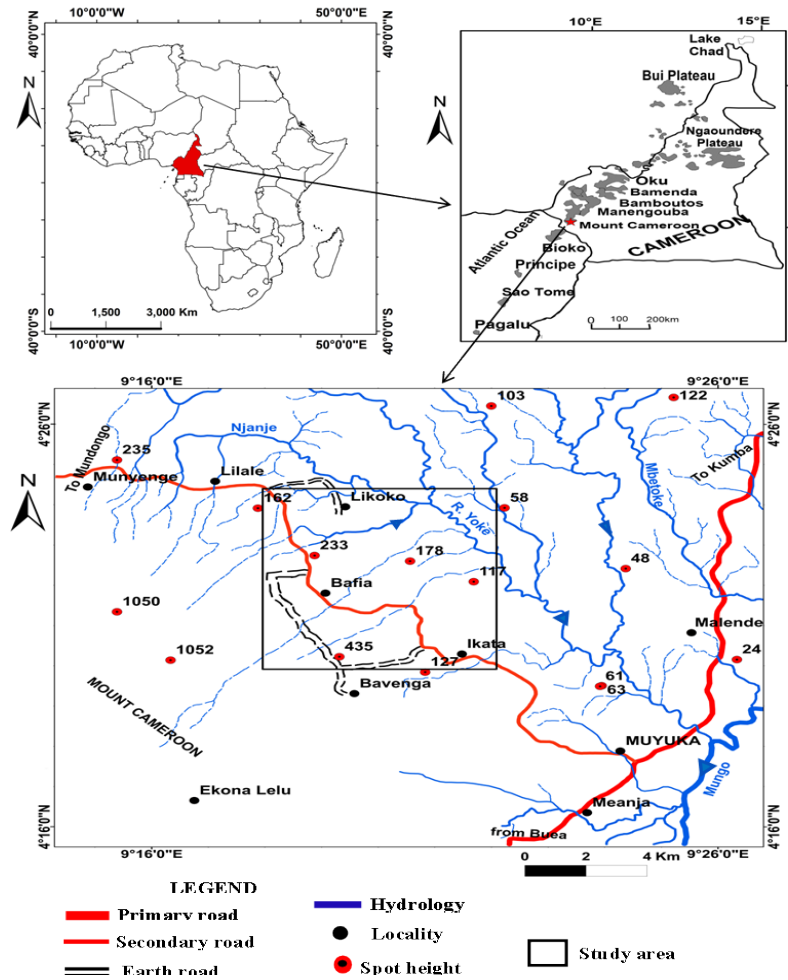 10°0'0"W
50°0'0"E
40°0'0"N
40°0'0"N
N
0 1,500 3,000 Km
40°0'0"S
40°0'0"S
10°0'0"W
50°0'0"E
10°E
15°E
N
Lake
Chad
Bui Plateau
Ngaoundere
Plateau
Oku
Bamenda
Bamboutos
Manengouba
Mount Cameroon
CAMEROON
Atlantic Ocean
Bioko
Principe
Sao Tome
Pagalu
0 100 200km
9°16'0"E
9°26'0"E
4°26'0"N
4°26'0"N
N
103
122
Njanje
To Mundongo
235
Munyenge
Lilale
Mbetoke
To Kumba
162
Likoko
58
R. Yoke
233
178
48
117
Bafia
1050
Malende
435
Ikata
24
1052
127
Bavenga
61
63
MOUNT CAMEROON
MUYUKA
Mungo
Ekona Lelu
Meanja
from Buea
4°16'0"N
4°16'0"N
9°16'0"E
9°26'0"E
0 2 4 Km
LEGEND
Primary road
Secondary road
Earth road
Hydrology
Locality
Spot height
Study area